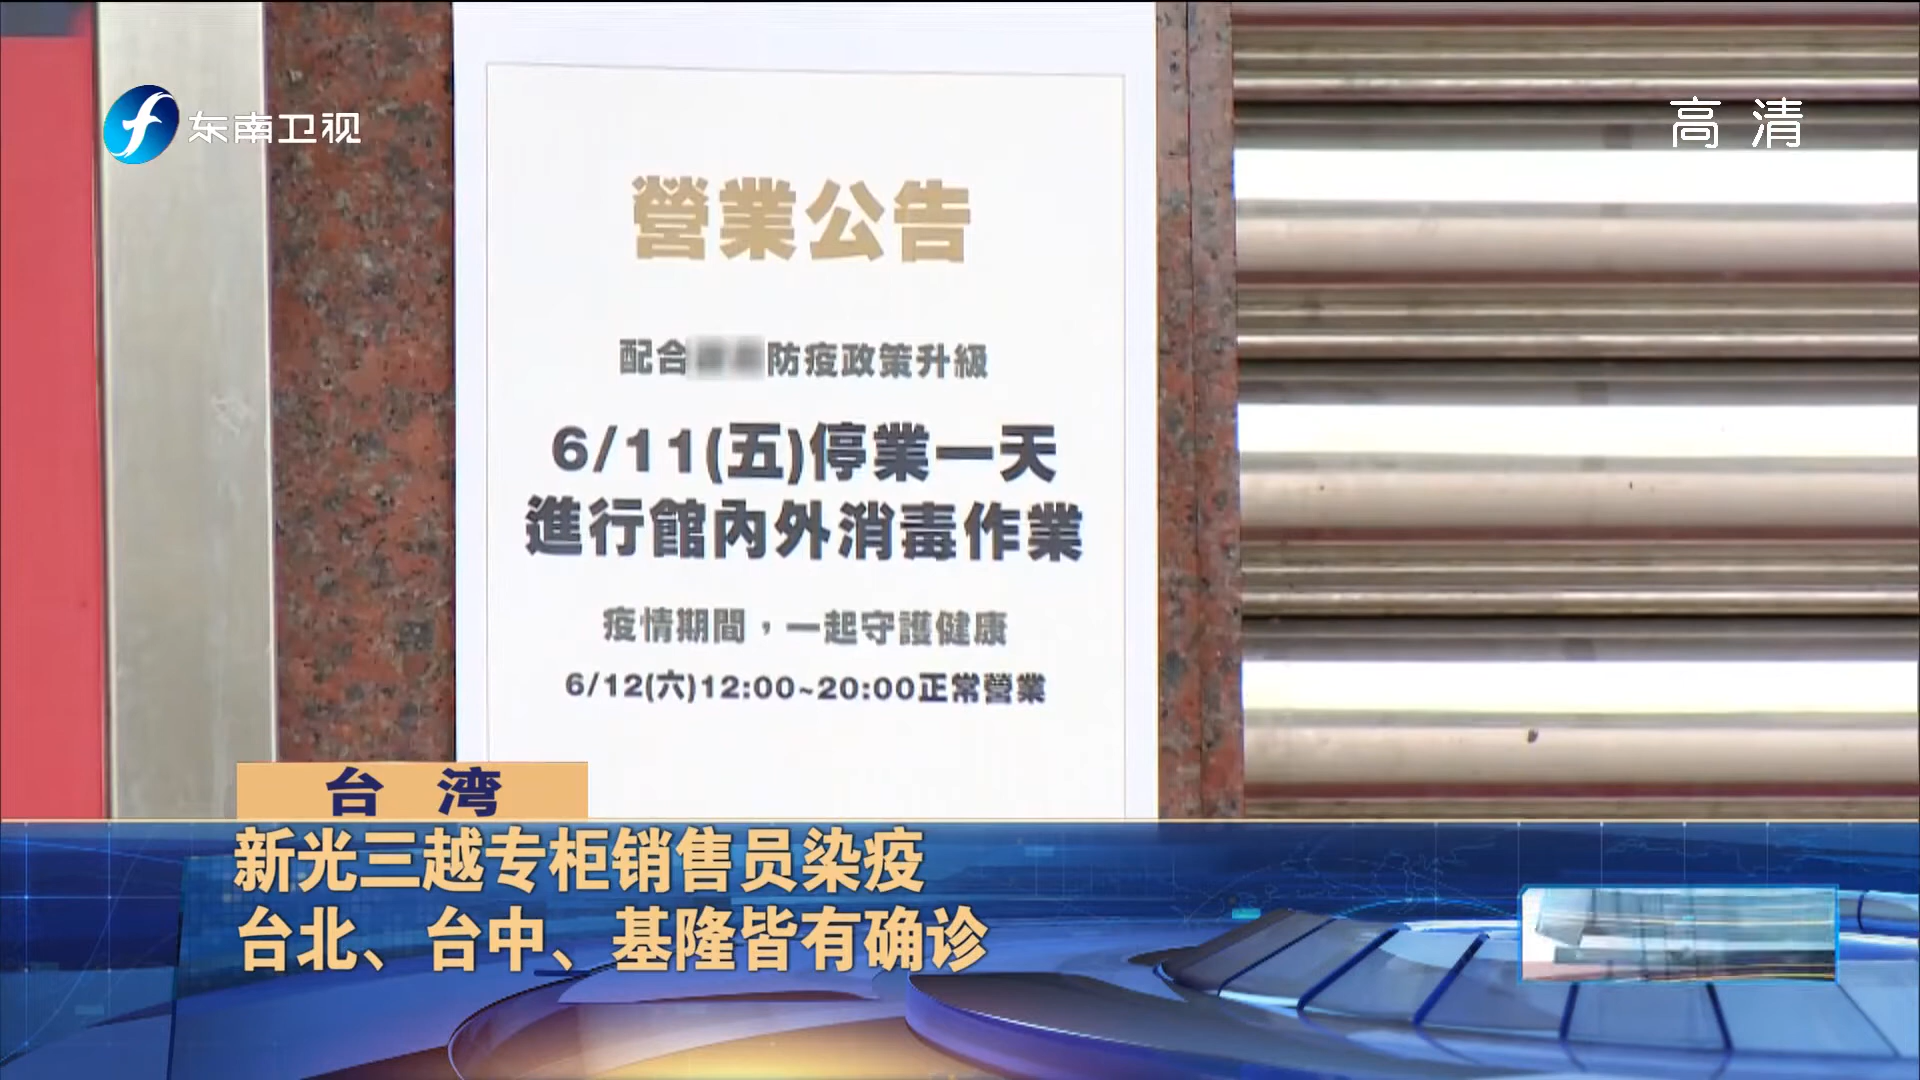 东南卫视
高清
營業公告
配合
防疫政策升級
6/11(五)停業一天
進行館內外消毒作業
疫情期間，一起守護健康
6/12(六)12:00~20:00正常營業
台 湾
新光三越专柜销售员染疫
台北、台中、基隆皆有确诊